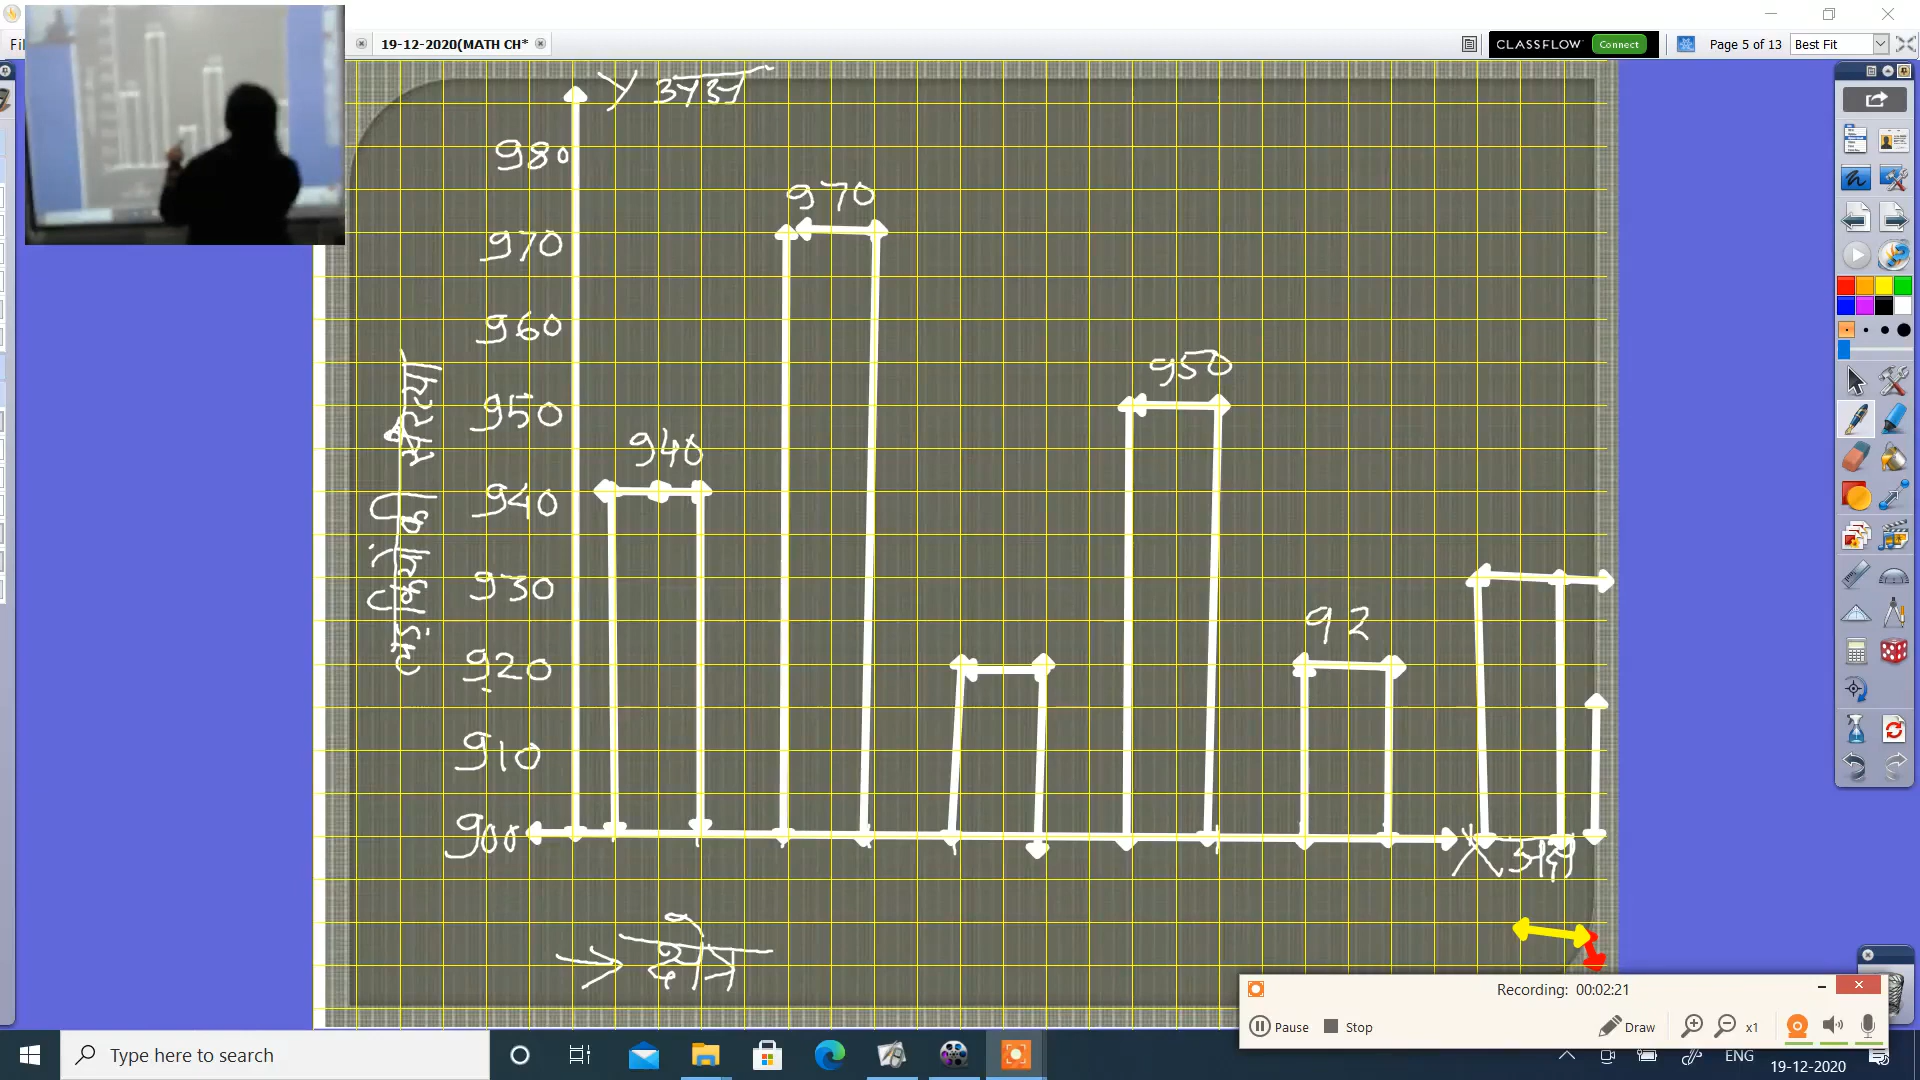 19-12-2020(MATH CH*
CLASSFLOW Connect
Page 5 of 13
Best Fit
Y अक्ष
980
970
970
960
950
950
940
940
930
92
920
910
900
X अक्ष
→ क्षेत्र
Recording: 00:02:21
Pause
Stop
Draw
x1
Type here to search
ENG
19-12-2020